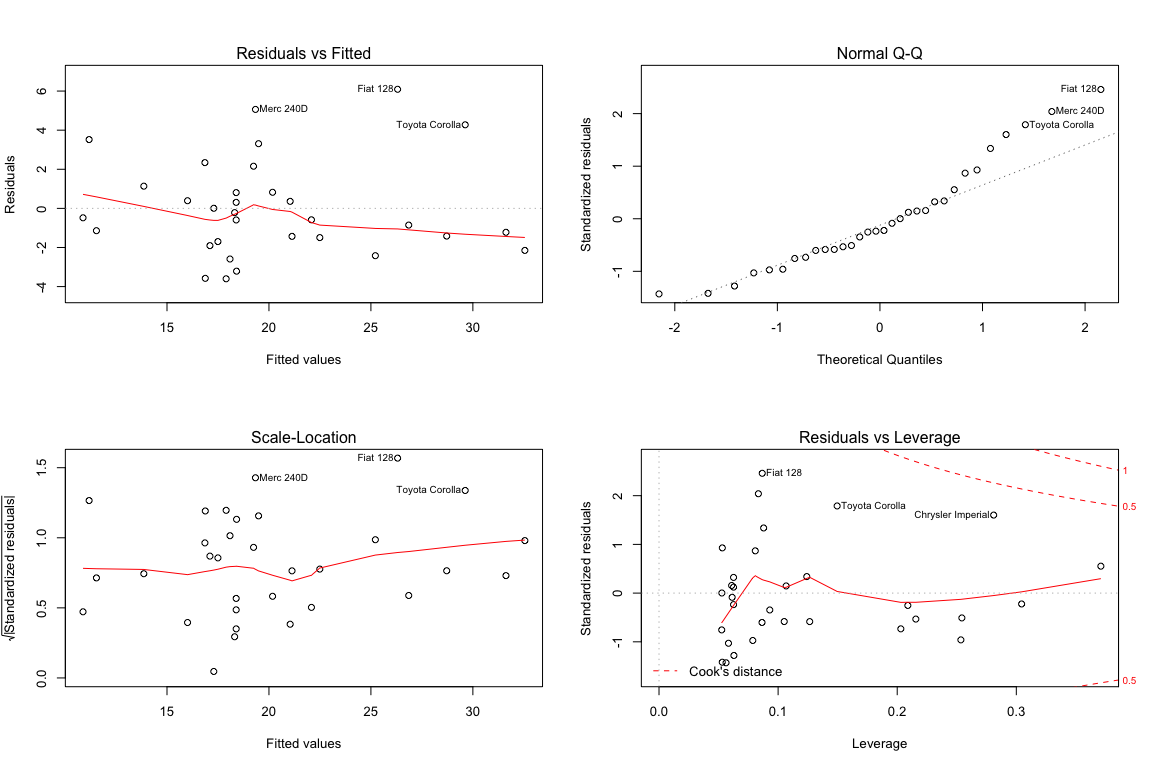 Residuals vs Fitted
6
4
2
0
-2
-4
15 20 25 30
Residuals
Fitted values
Fiat 128
Merc 240D
Toyota Corolla
Normal Q-Q
2
1
0
-1
-2 -1 0 1 2
Standardized residuals
Theoretical Quantiles
Fiat 128
Merc 240D
Toyota Corolla
Scale-Location
1.5
1.0
0.5
0.0
15 20 25 30
√|Standardized residuals|
Fitted values
Fiat 128
Merc 240D
Toyota Corolla
Residuals vs Leverage
2
1
0
-1
0.0 0.1 0.2 0.3
Standardized residuals
Leverage
Fiat 128
Toyota Corolla
Chrysler Imperial
Cook's distance
1
0.5
0.5